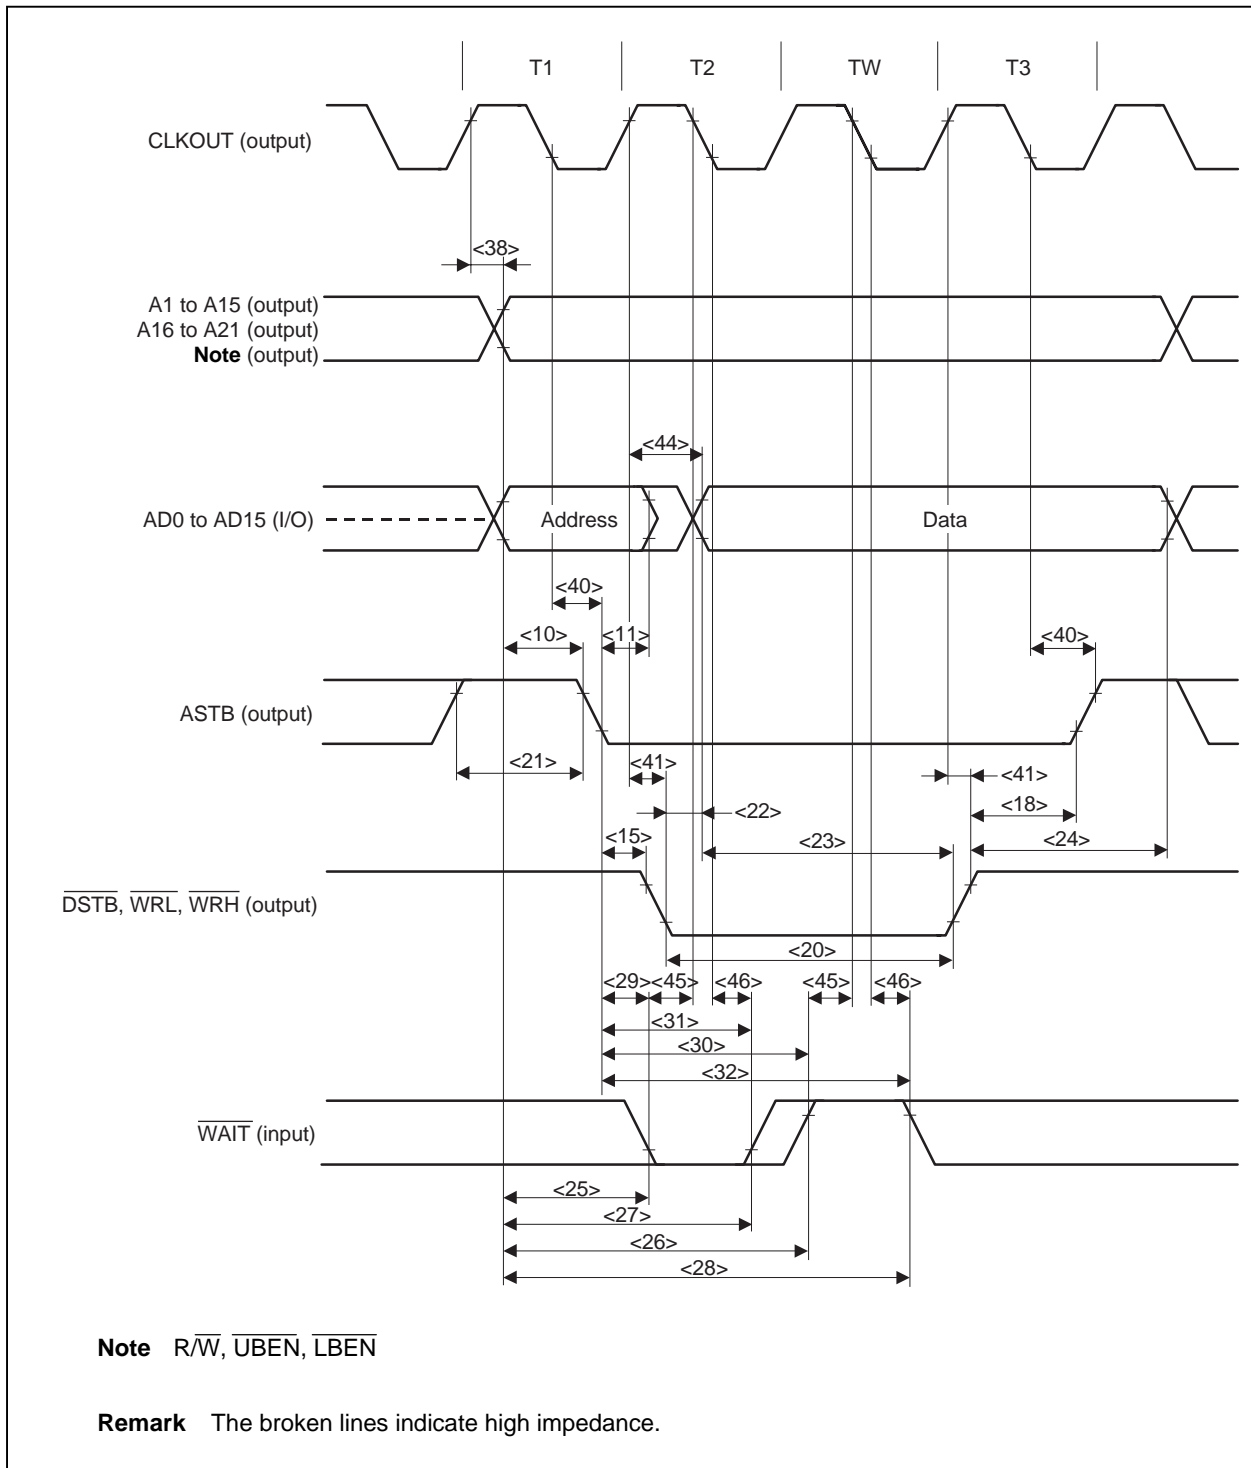 T1 T2 TW T3
CLKOUT (output)
<38>
A1 to A15 (output)
A16 to A21 (output)
Note (output)
<44>
AD0 to AD15 (I/O) Address Data
<40>
<10> <11> <40>
ASTB (output)
<21> <41> <41>
<22> <18>
<15> <23> <24>
DSTB, WRL, WRH (output)
<20>
<29> <45> <46> <45> <46>
<31>
<30>
<32>
WAIT (input)
<25>
<27>
<26>
<28>
Note R/W, UBEN, LBEN
Remark The broken lines indicate high impedance.